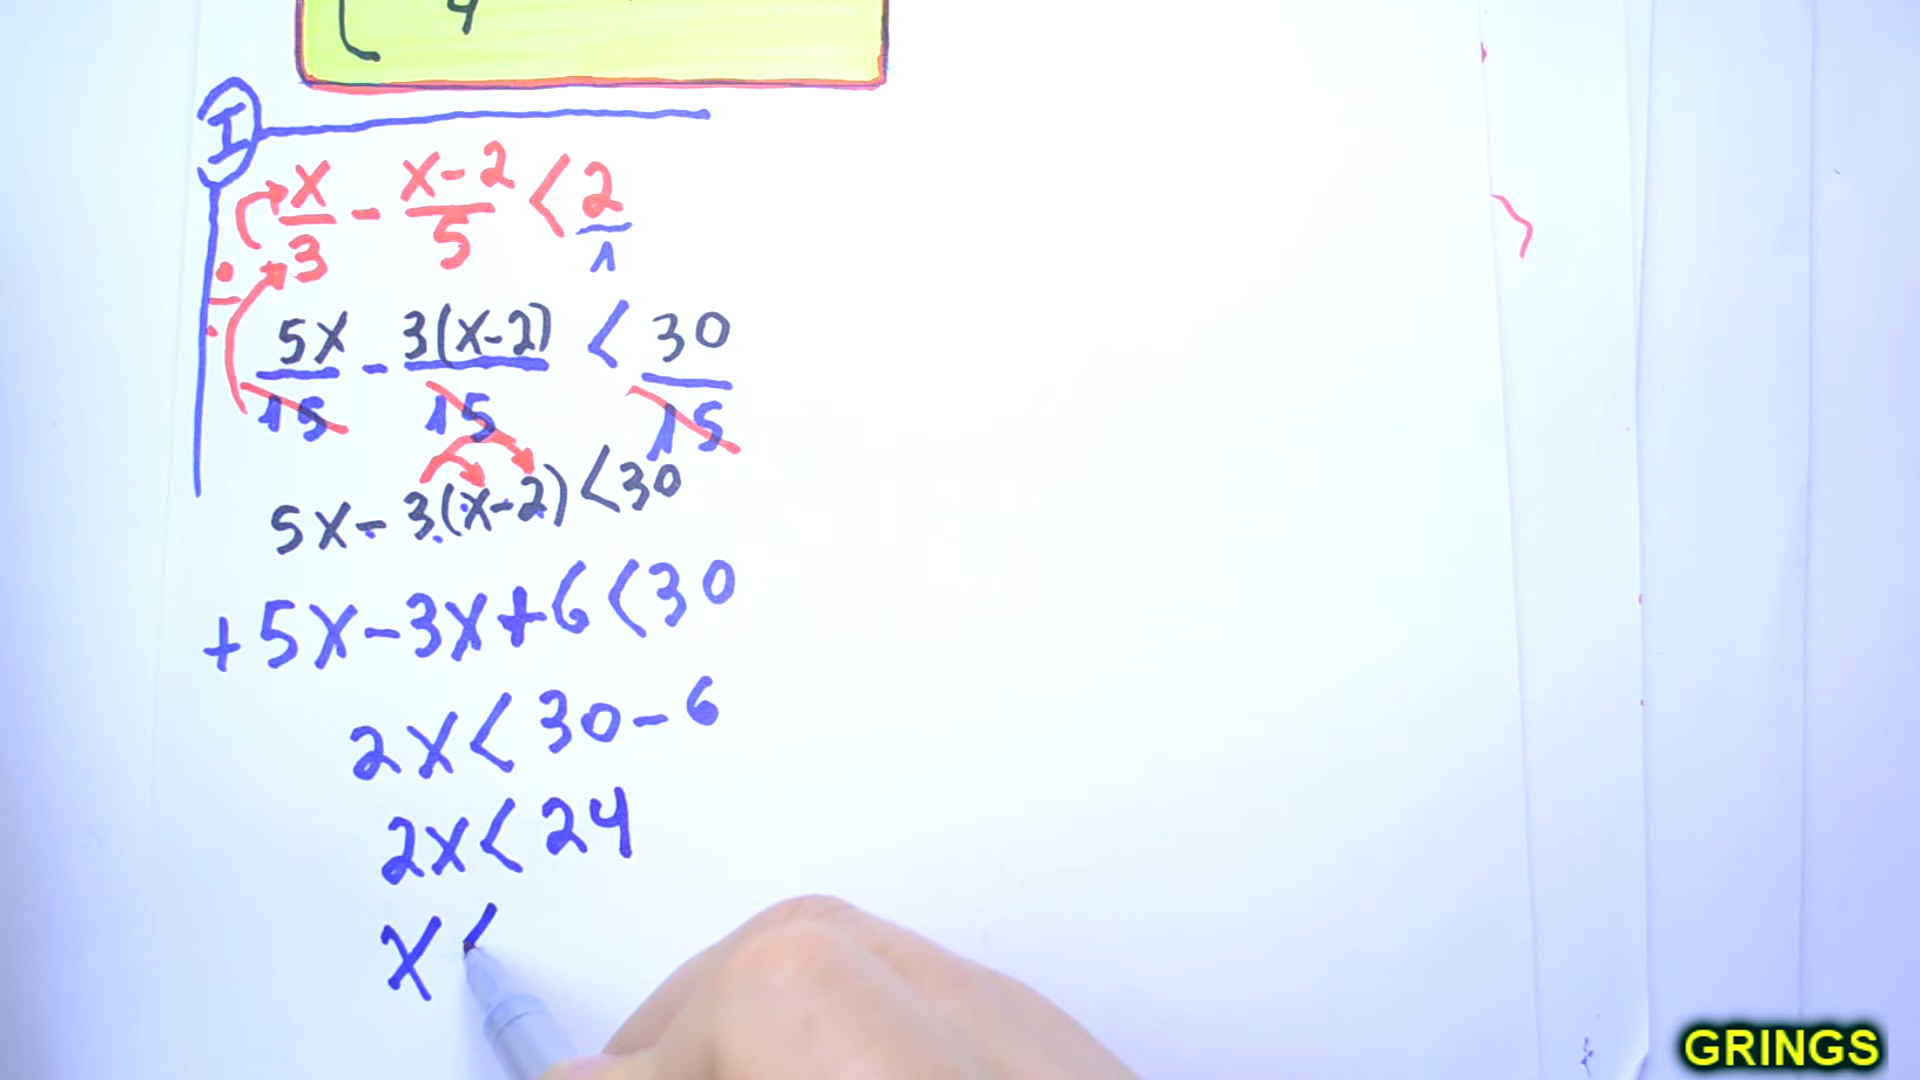 4
I
x/3 - x-2/5 < 2/1
5x/15 - 3(x-2)/15 < 30/15
5x - 3(x-2) < 30
+5x - 3x + 6 < 30
2x < 30 - 6
2x < 24
x <
GRINGS